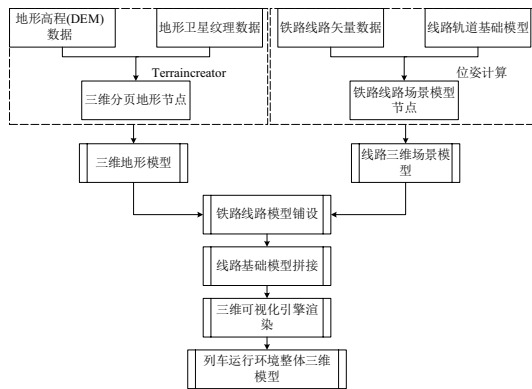 地形高程(DEM)
数据
地形卫星纹理数据
铁路线路矢量数据
线路轨道基础模型
Terraincreator
位姿计算
三维分页地形节点
铁路线路场景模型
节点
三维地形模型
线路三维场景模
型
铁路线路模型铺设
线路基础模型拼接
三维可视化引擎渲
染
列车运行环境整体三维
模型